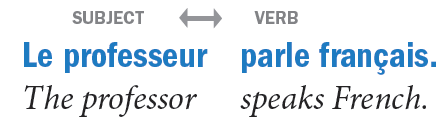 SUBJECT ⟷ VERB
Le professeur parle français.
The professor speaks French.